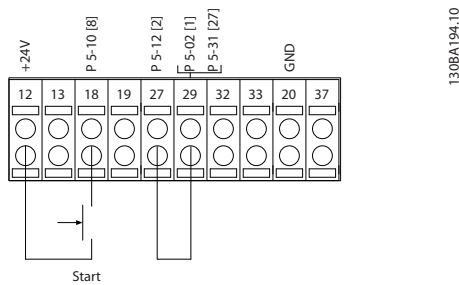 +24V
P 5-10 [8]
P 5-12 [2]
P 5-02 [1]
P 5-31 [27]
GND
130BA194.10
12 13 18 19 27 29 32 33 20 37
Start